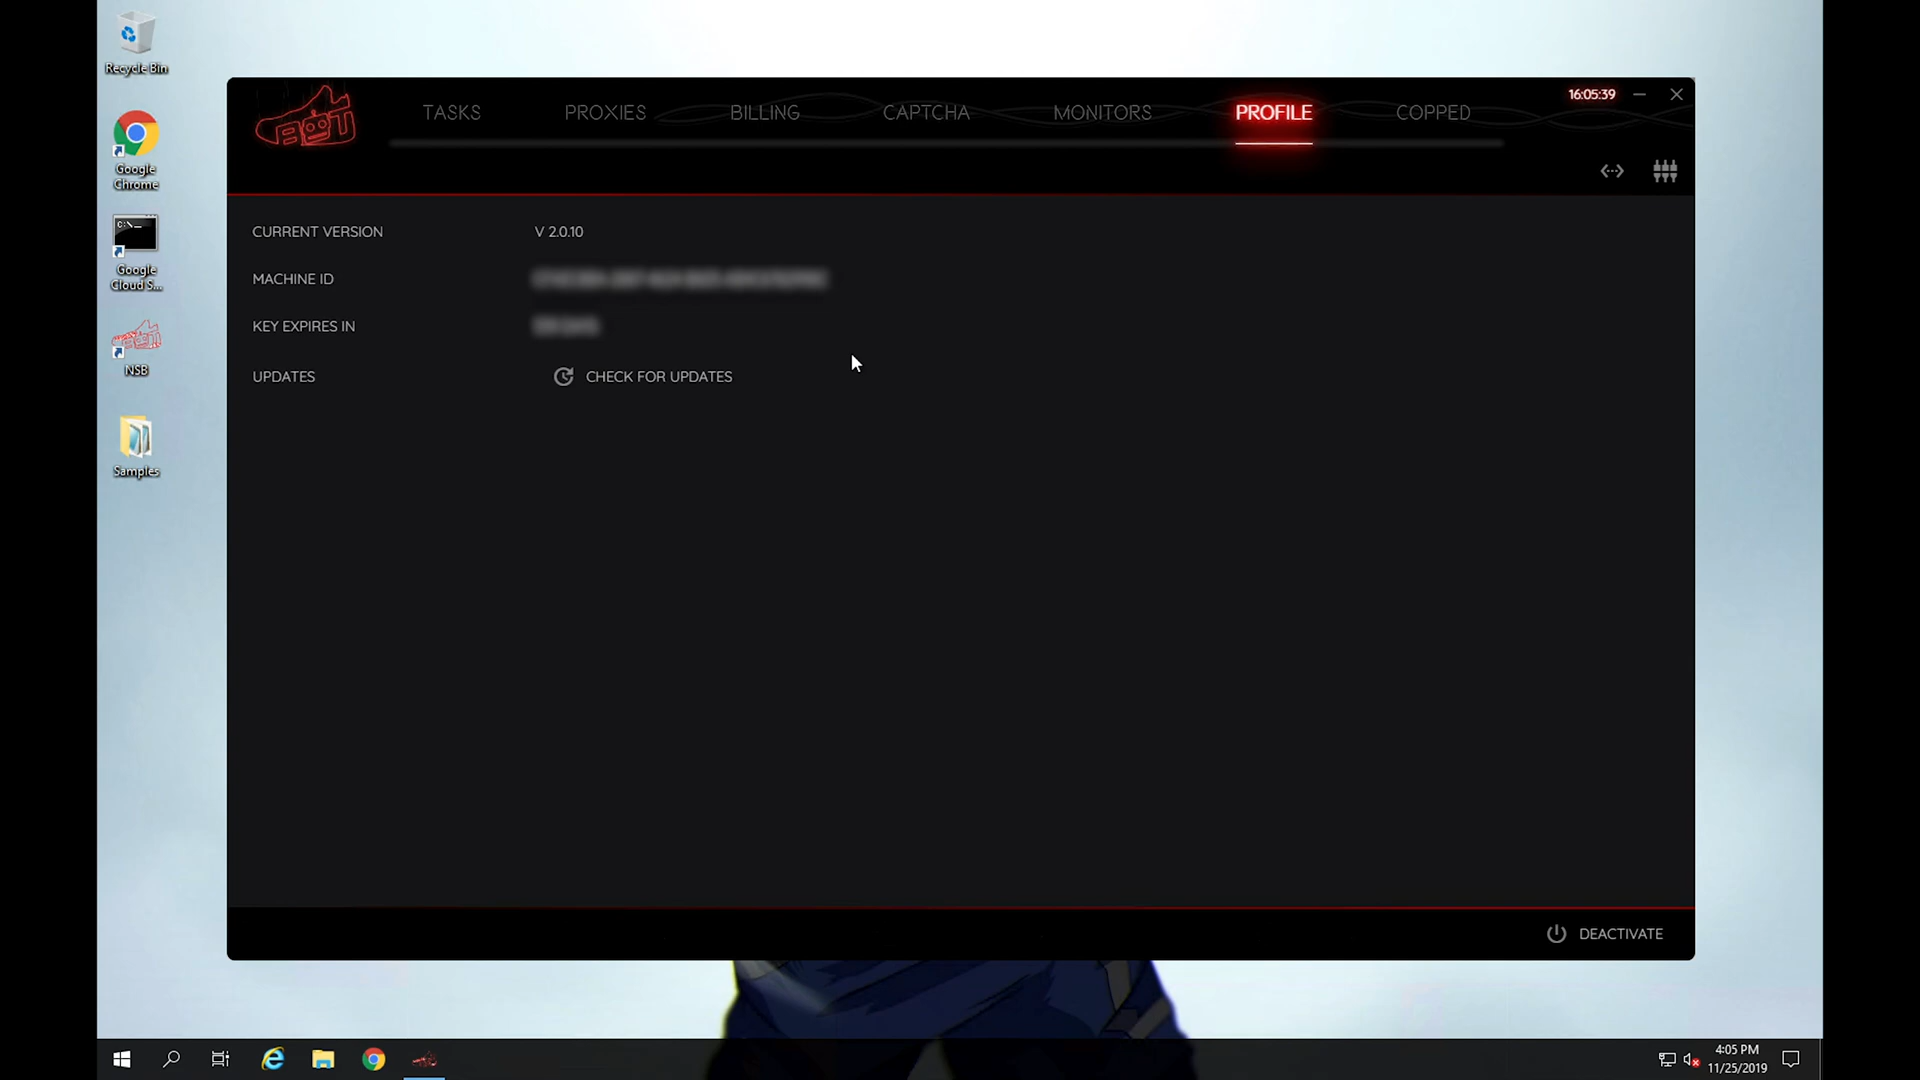 Recycle Bin
Google
Chrome
Google
Cloud S...
NSB
Samples
BOT
TASKS
PROXIES
BILLING
CAPTCHA
MONITORS
PROFILE
COPPED
16:05:39
CURRENT VERSION
V 2.0.10
MACHINE ID
KEY EXPIRES IN
UPDATES
CHECK FOR UPDATES
DEACTIVATE
4:05 PM
11/25/2019